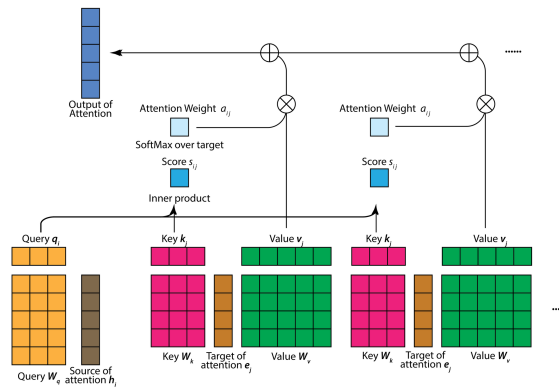 ......
Output of
Attention
Attention Weight a_ij
SoftMax over target
Attention Weight a_ij
Score s_ij
Inner product
Score s_ij
Query q_i
Key k_j
Value v_j
Key k_j
Value v_j
...
Query W_q
Source of
attention h_i
Key W_k
Target of
attention e_j
Value W_v
Key W_k
Target of
attention e_j
Value W_v